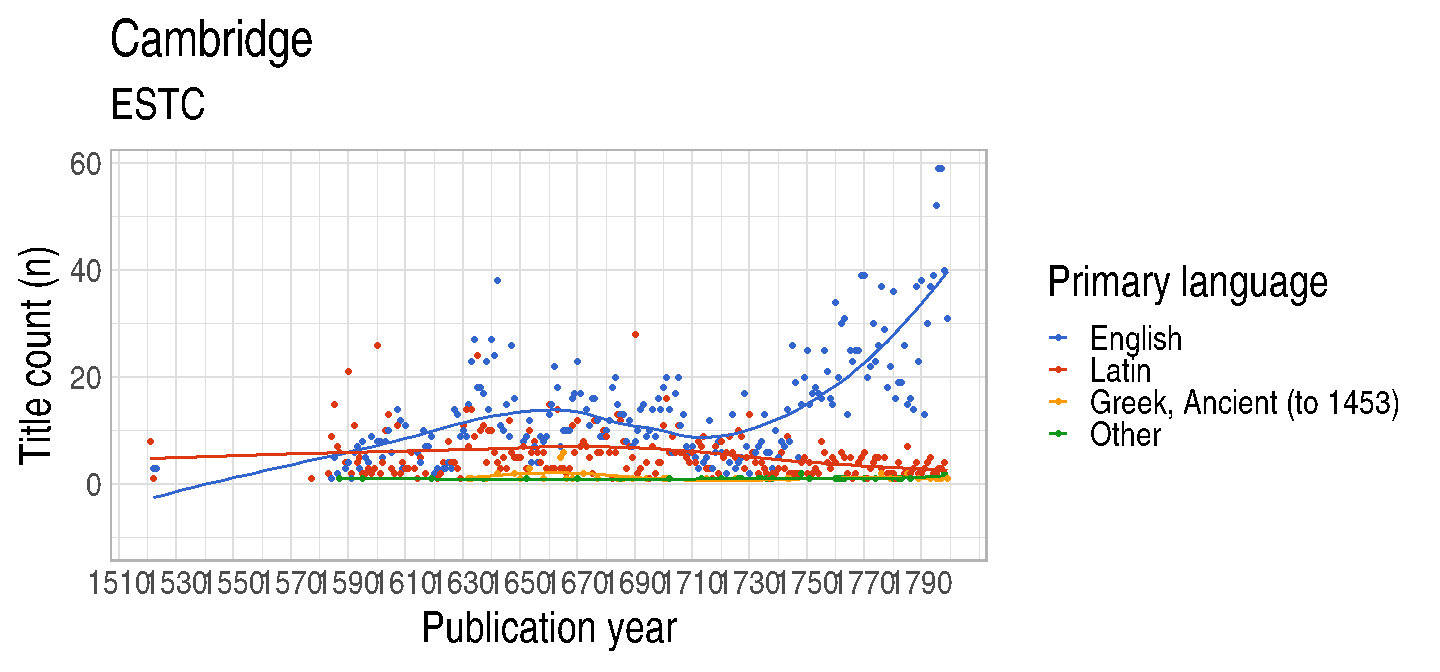 Cambridge
ESTC
60
40
20
0
Title count (n)
1510 1530 1550 1570 1590 1610 1630 1650 1670 1690 1710 1730 1750 1770 1790
Publication year
Primary language
English
Latin
Greek, Ancient (to 1453)
Other